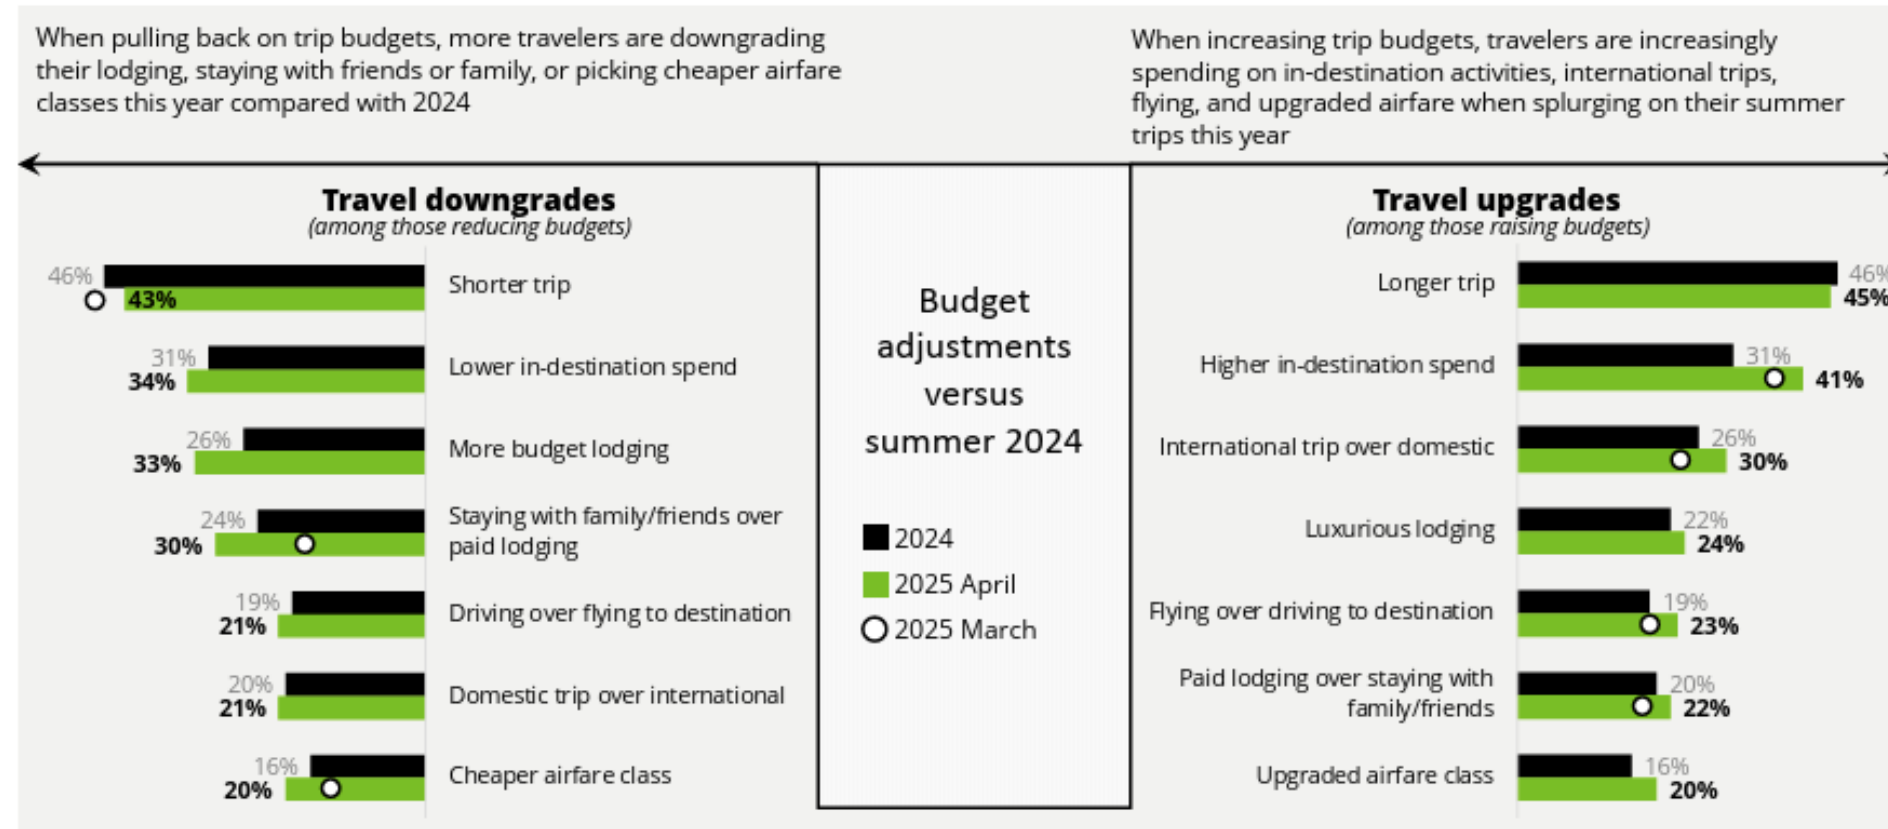 When pulling back on trip budgets, more travelers are downgrading
their lodging, staying with friends or family, or picking cheaper airfare
classes this year compared with 2024
When increasing trip budgets, travelers are increasingly
spending on in-destination activities, international trips,
flying, and upgraded airfare when splurging on their summer
trips this year
Travel downgrades
(among those reducing budgets)
46%
43%
Shorter trip
31%
34%
Lower in-destination spend
26%
33%
More budget lodging
24%
30%
Staying with family/friends over
paid lodging
19%
21%
Driving over flying to destination
20%
21%
Domestic trip over international
16%
20%
Cheaper airfare class
Budget
adjustments
versus
summer 2024
2024
2025 April
2025 March
Travel upgrades
(among those raising budgets)
Longer trip
46%
45%
Higher in-destination spend
31%
41%
International trip over domestic
26%
30%
Luxurious lodging
22%
24%
Flying over driving to destination
19%
23%
Paid lodging over staying with
family/friends
20%
22%
Upgraded airfare class
16%
20%